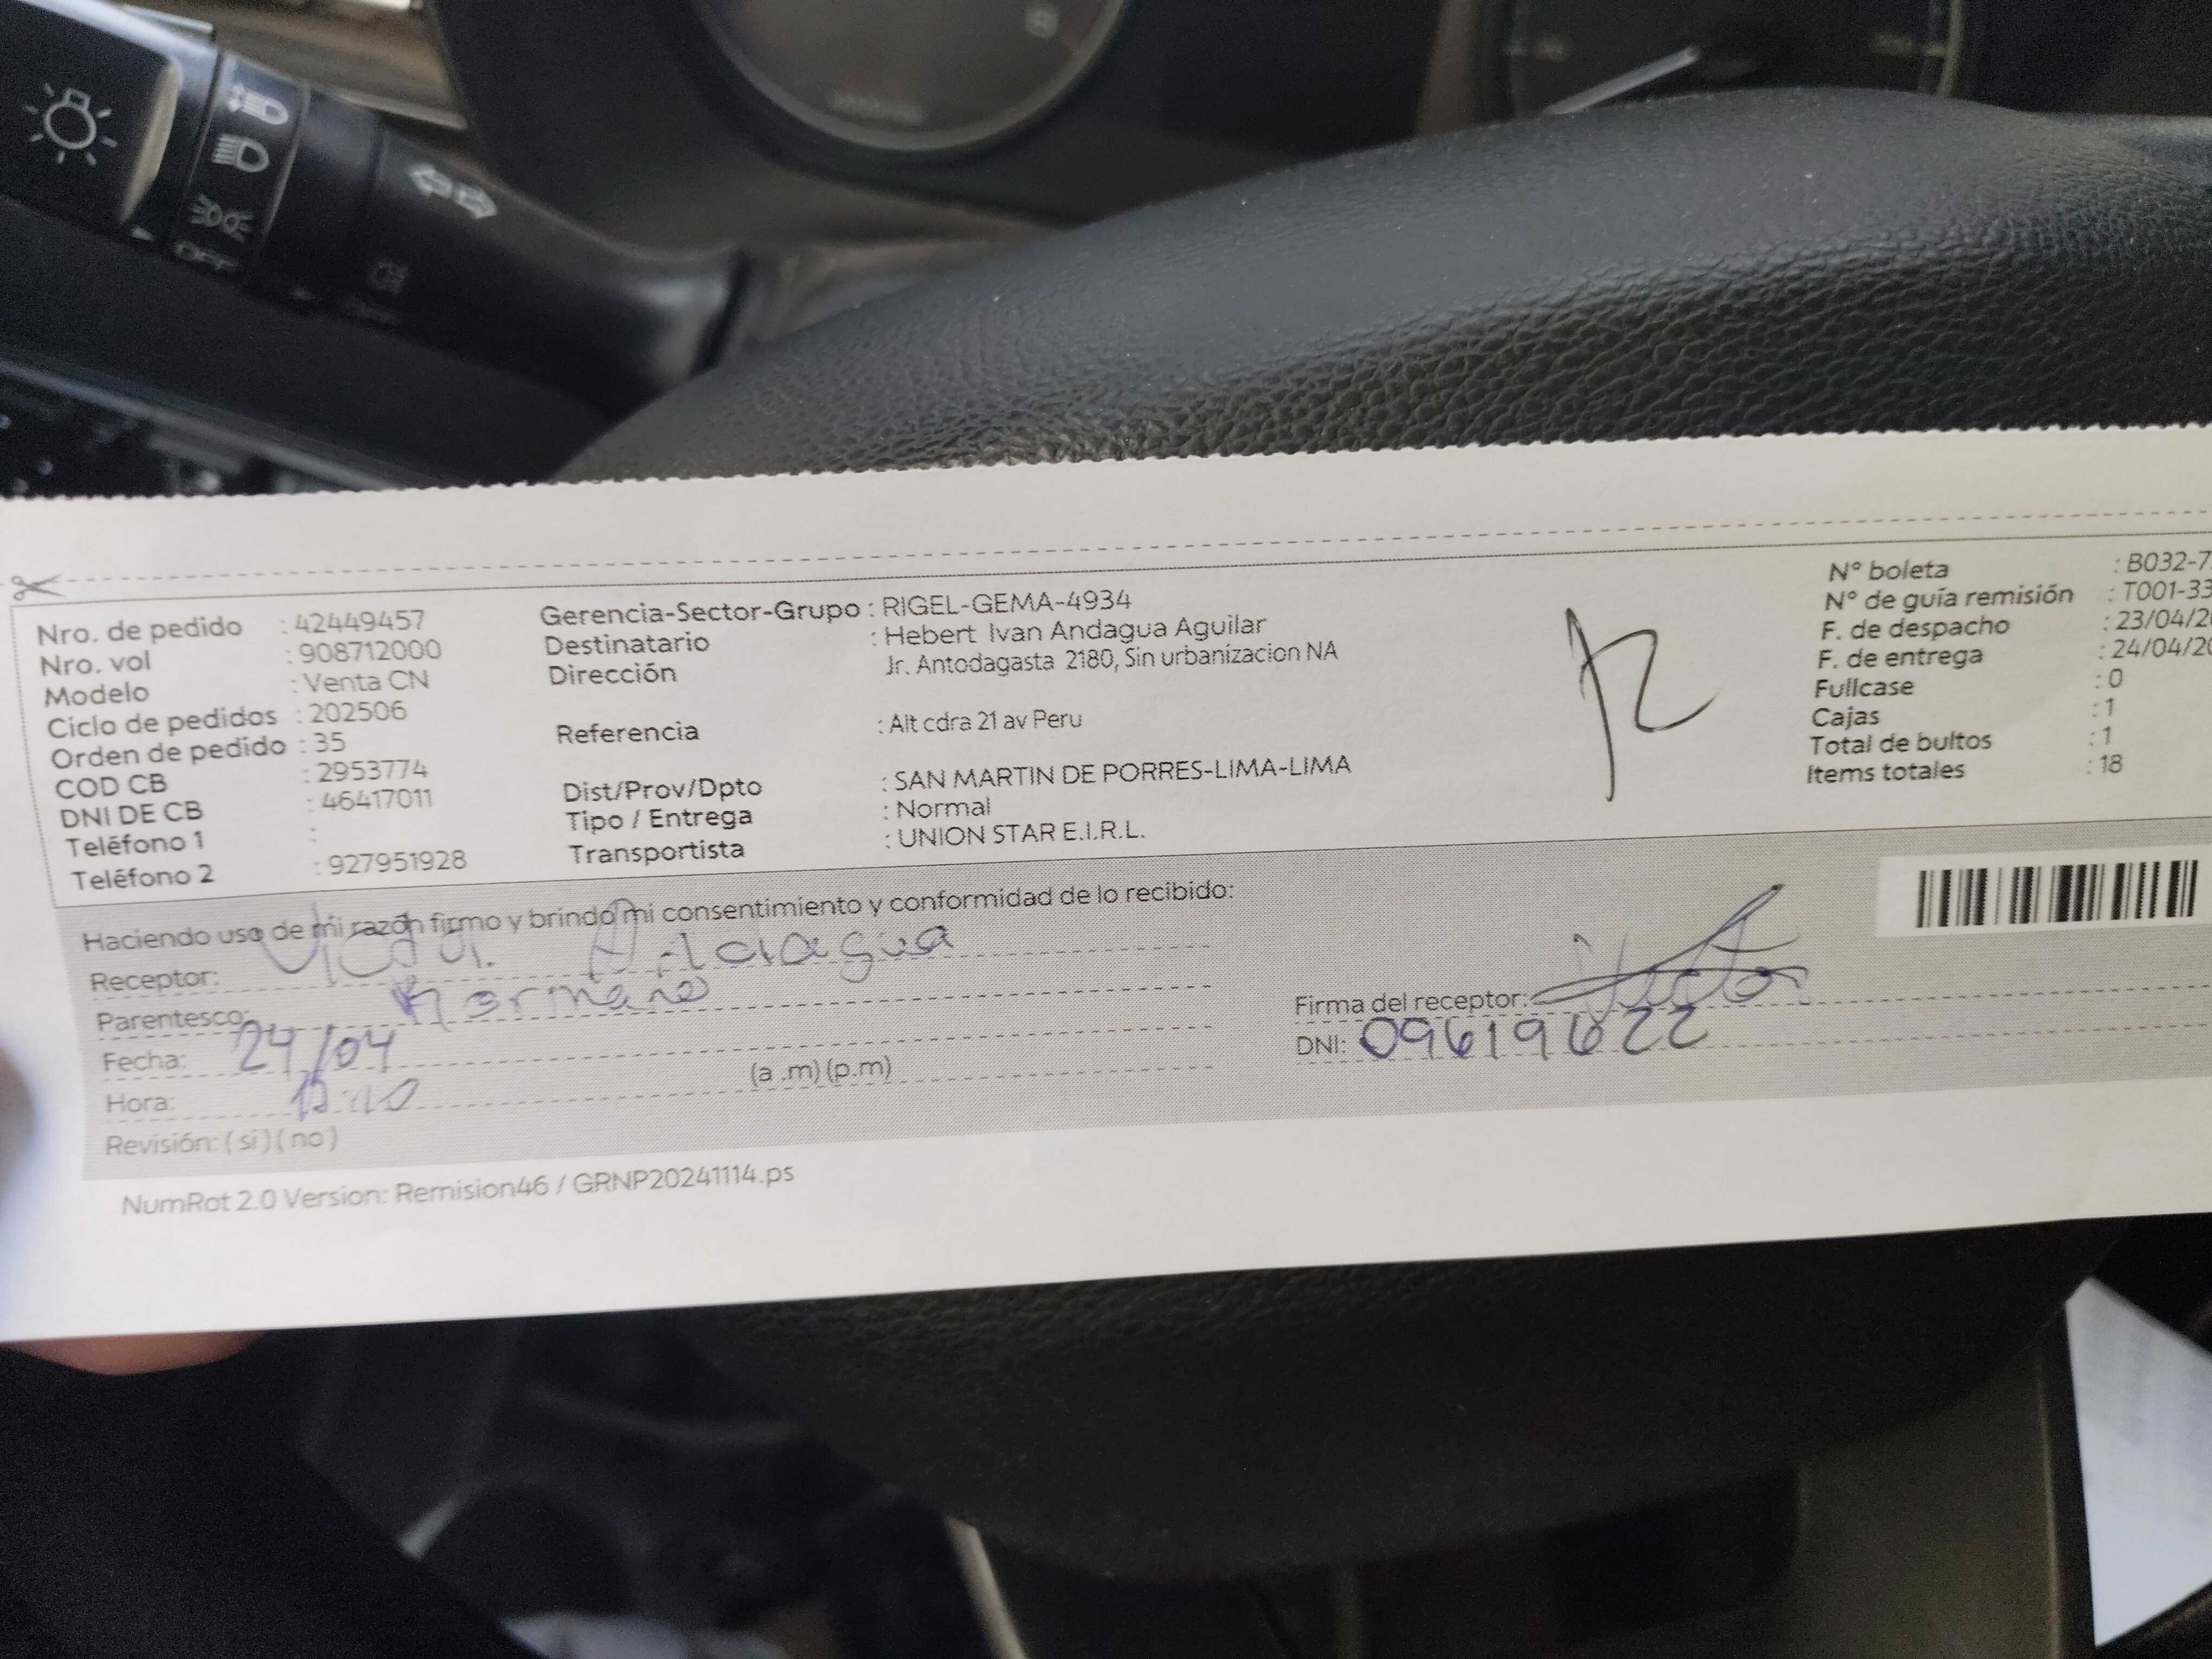 OFF
Nro. de pedido : 42449457
Nro. vol : 908712000
Modelo : Venta CN
Ciclo de pedidos : 202506
Orden de pedido : 35
COD CB : 2953774
DNI DE CB : 46417011
Teléfono 1 :
Teléfono 2 : 927951928
Gerencia-Sector-Grupo : RIGEL-GEMA-4934
Destinatario : Hebert Ivan Andagua Aguilar
Dirección Jr. Antodagasta 2180, Sin urbanizacion NA
Referencia : Alt cdra 21 av Peru
Dist/Prov/Dpto : SAN MARTIN DE PORRES-LIMA-LIMA
Tipo / Entrega : Normal
Transportista : UNION STAR E.I.R.L.
N° boleta : B032-7
N° de guía remisión : T001-33
F. de despacho : 23/04/20
F. de entrega : 24/04/20
Fullcase : 0
Cajas : 1
Total de bultos : 1
Items totales : 18
Haciendo uso de mi razón firmo y brindo mi consentimiento y conformidad de lo recibido:
Receptor: Andagua
Parentesco: Hermano
Fecha: 24/04
Hora: (a .m) (p.m)
Revisión: ( si ) ( no )
Firma del receptor:
DNI: 09619622
NumRot 2.0 Version: Remision46 / GRNP20241114.ps